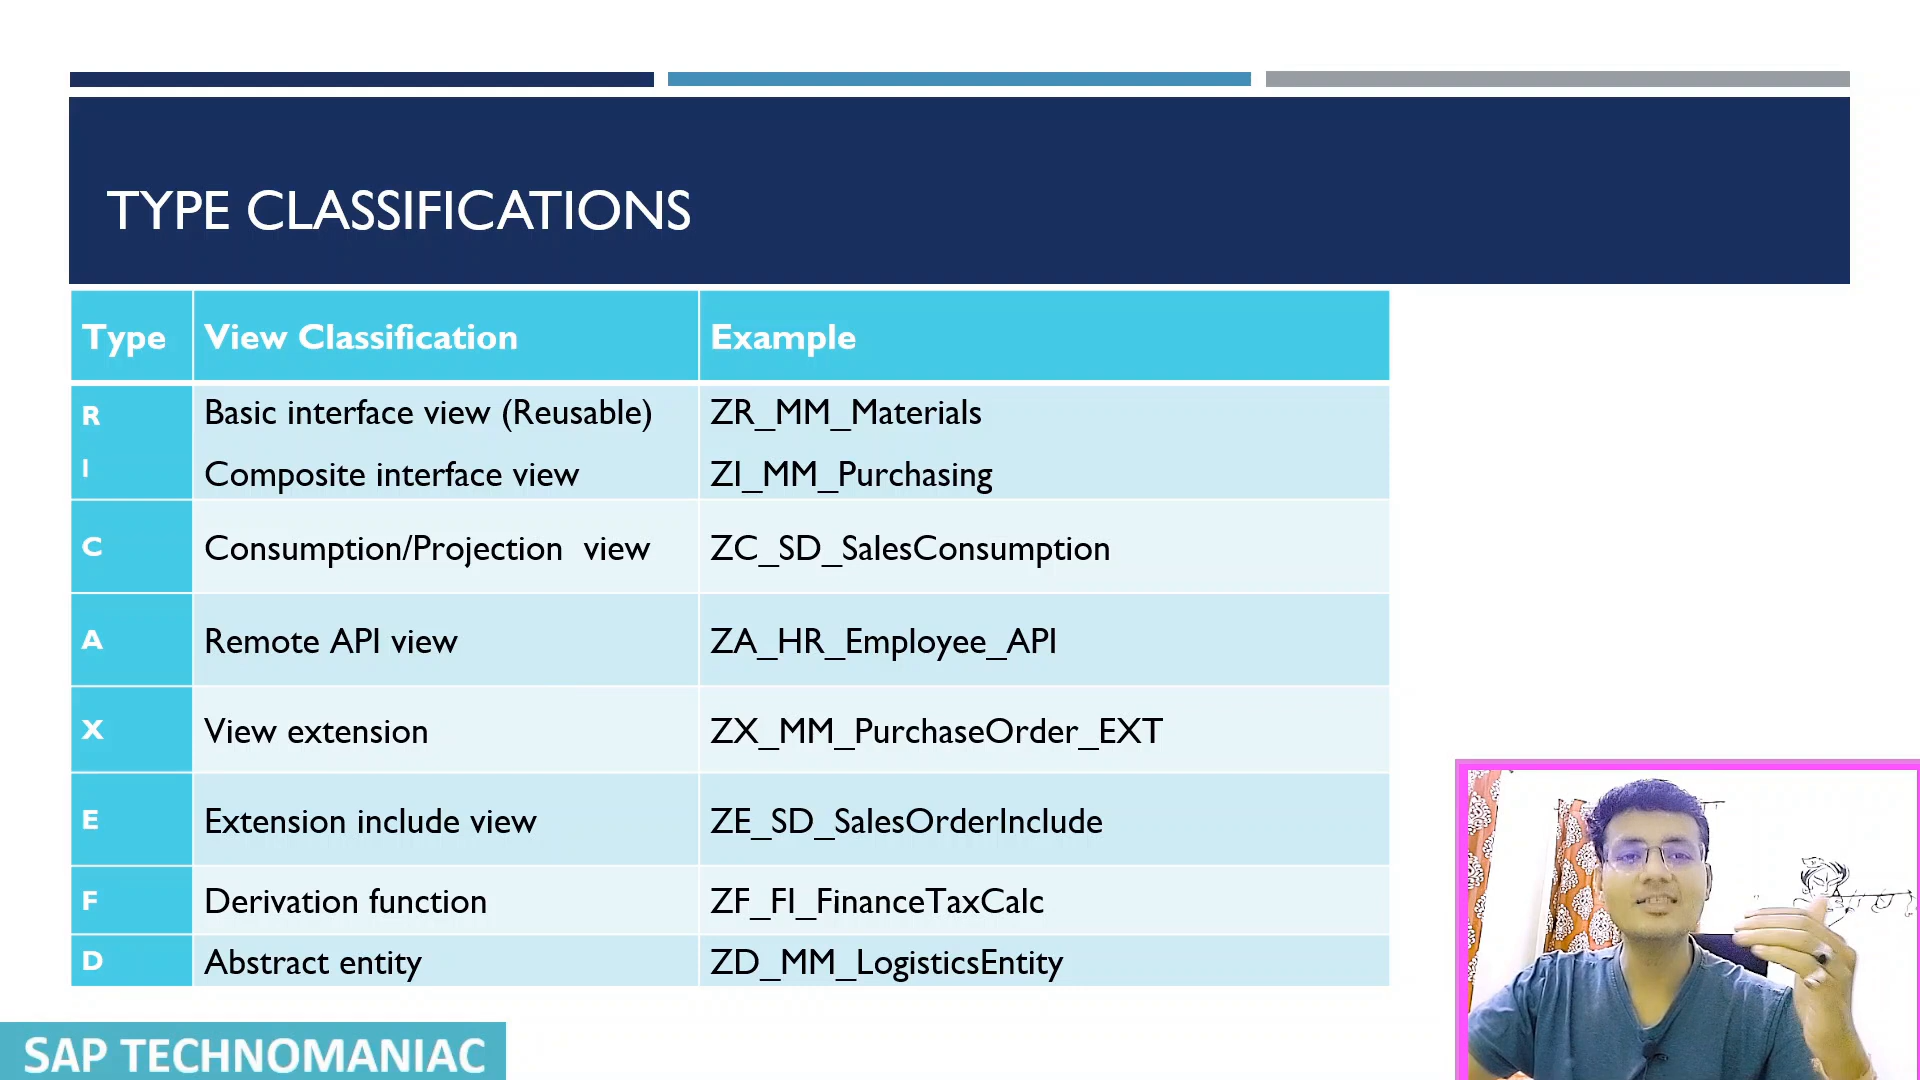 TYPE CLASSIFICATIONS
Type View Classification Example
R Basic interface view (Reusable) ZR_MM_Materials
I Composite interface view ZI_MM_Purchasing
C Consumption/Projection view ZC_SD_SalesConsumption
A Remote API view ZA_HR_Employee_API
X View extension ZX_MM_PurchaseOrder_EXT
E Extension include view ZE_SD_SalesOrderInclude
F Derivation function ZF_FI_FinanceTaxCalc
D Abstract entity ZD_MM_LogisticsEntity
SAP TECHNOMANIAC